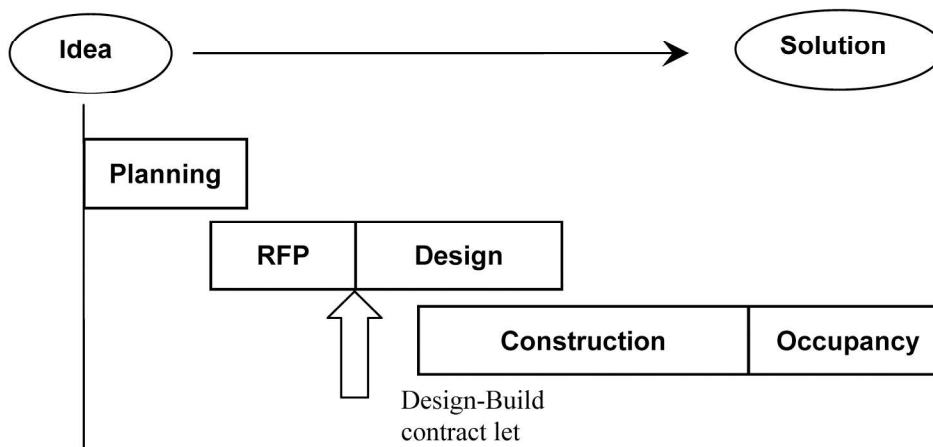 Idea
Solution
Planning
RFP
Design
Construction
Occupancy
Design-Build
contract let